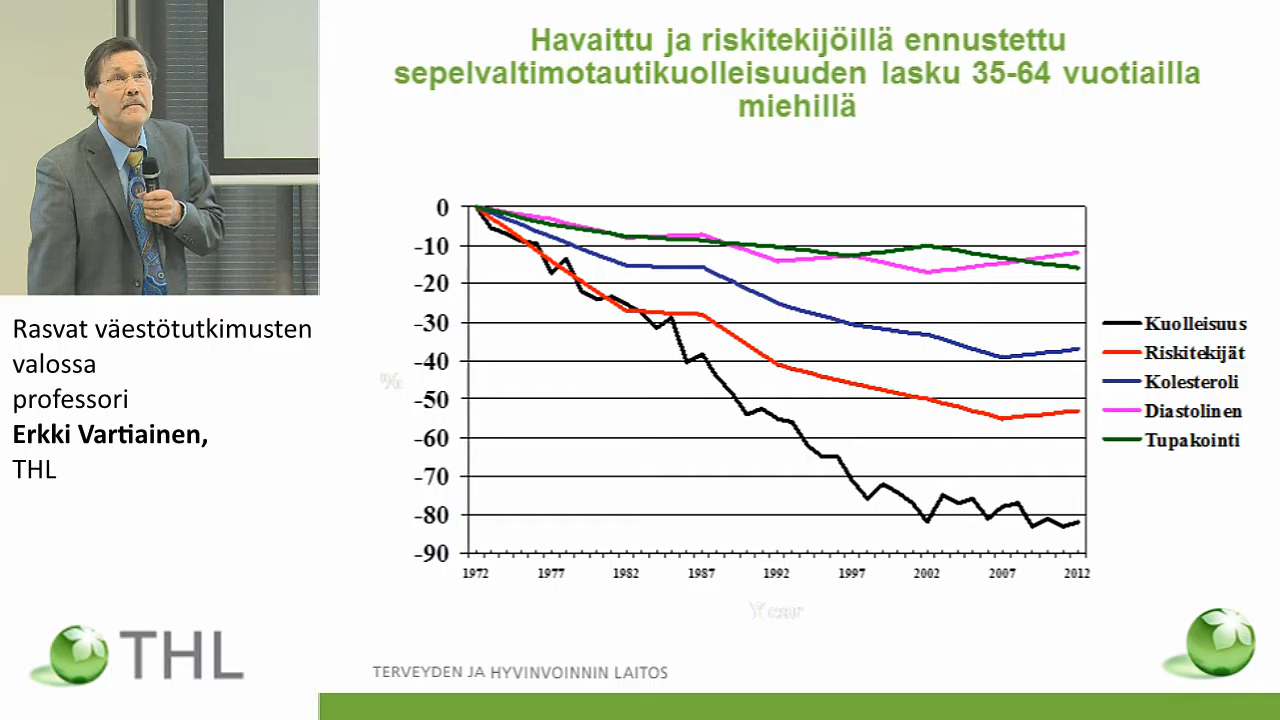 Havaittu ja riskitekijöillä ennustettu
sepelvaltimotautikuolleisuuden lasku 35-64 vuotiailla
miehillä
Rasvat väestötutkimusten
valossa
professori
Erkki Vartiainen,
THL
0
-10
-20
-30
-40
-50
-60
-70
-80
-90
%
1972 1977 1982 1987 1992 1997 2002 2007 2012
Year
Kuolleisuus
Riskitekijät
Kolesteroli
Diastolinen
Tupakointi
THL
TERVEYDEN JA HYVINVOINNIN LAITOS